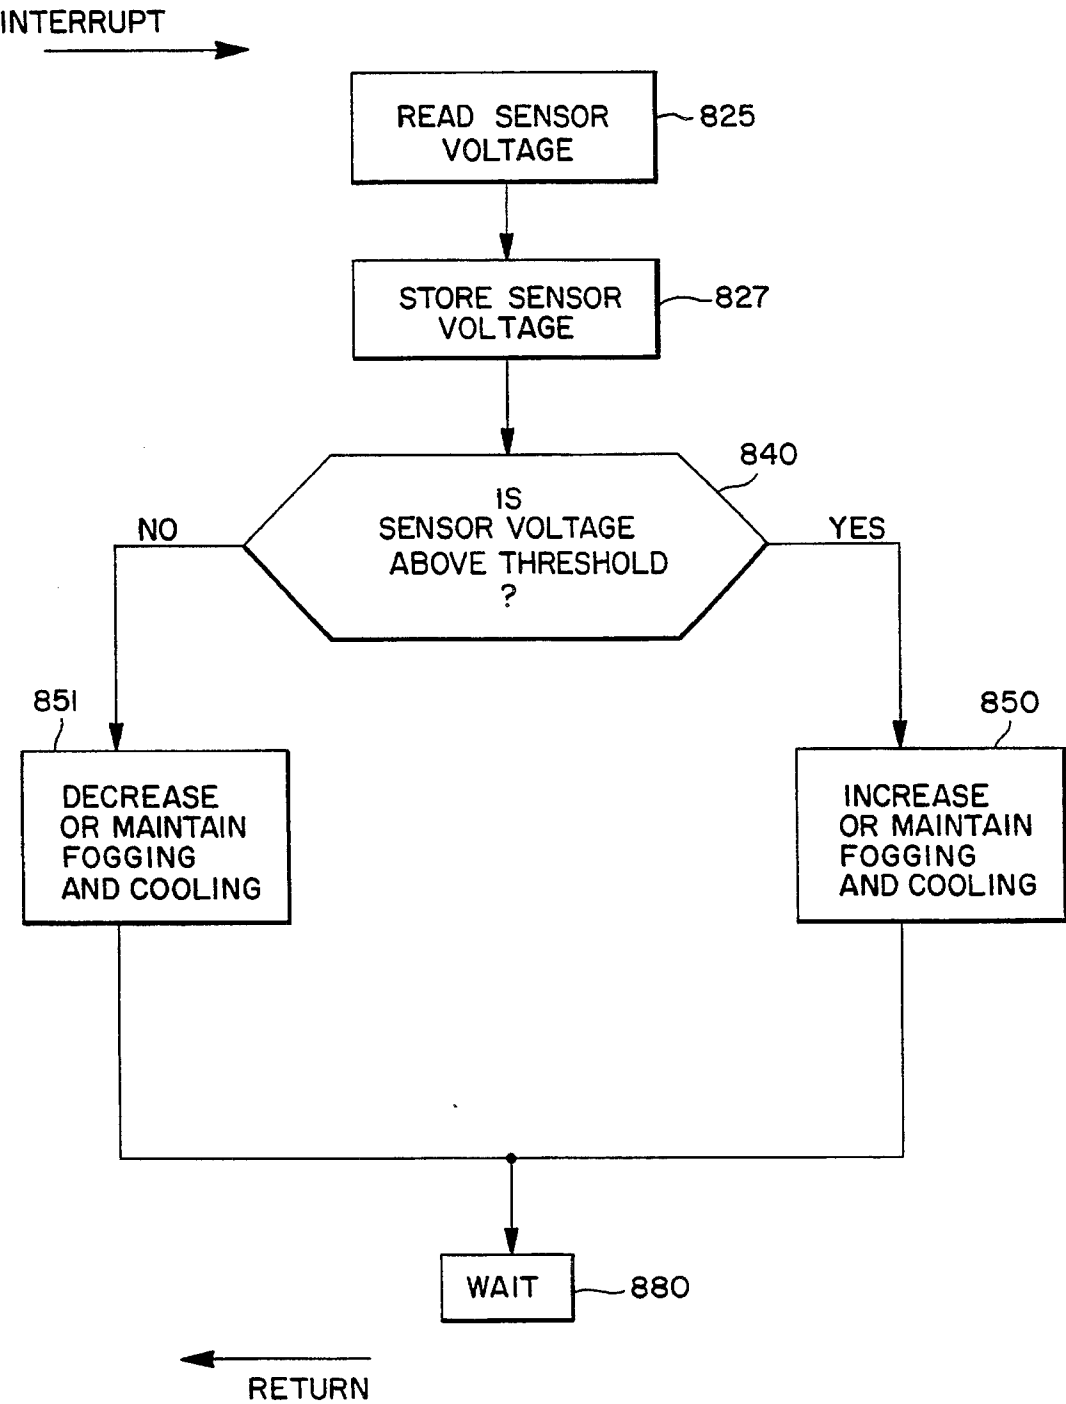 INTERRUPT
READ SENSOR
VOLTAGE
825
STORE SENSOR
VOLTAGE
827
840
IS
SENSOR VOLTAGE
ABOVE THRESHOLD
?
NO
YES
851
850
DECREASE
OR MAINTAIN
FOGGING
AND COOLING
INCREASE
OR MAINTAIN
FOGGING
AND COOLING
WAIT
880
RETURN